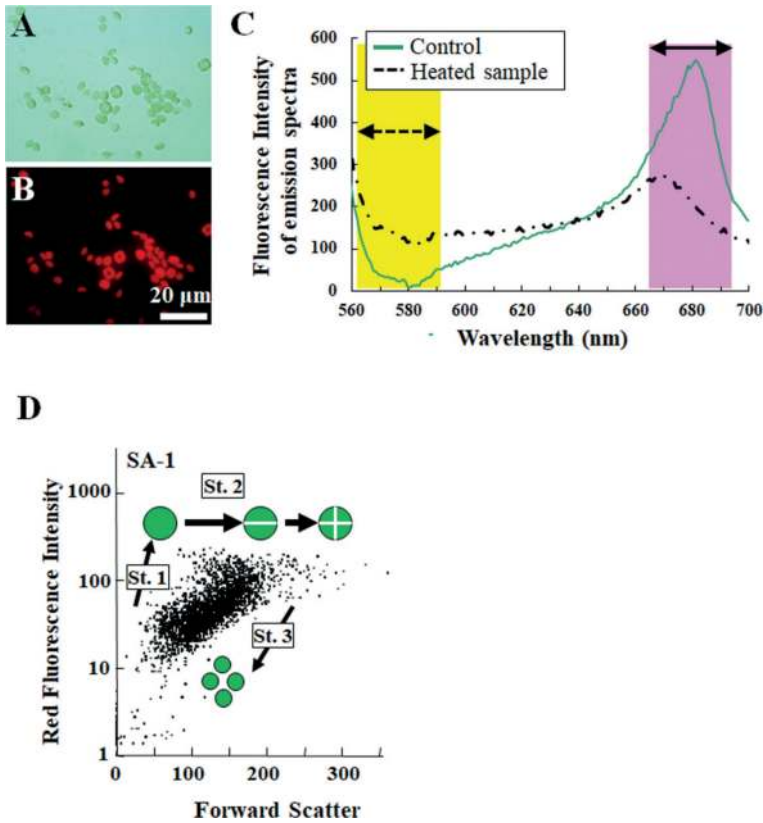 A
B
20 μm
C
Control
Heated sample
600
500
400
300
200
100
0
Fluorescence Intensity
of emission spectra
560 580 600 620 640 660 680 700
Wavelength (nm)
D
SA-1
St. 2
St. 1
St. 3
1000
100
10
1
Red Fluorescence Intensity
0 100 200 300
Forward Scatter